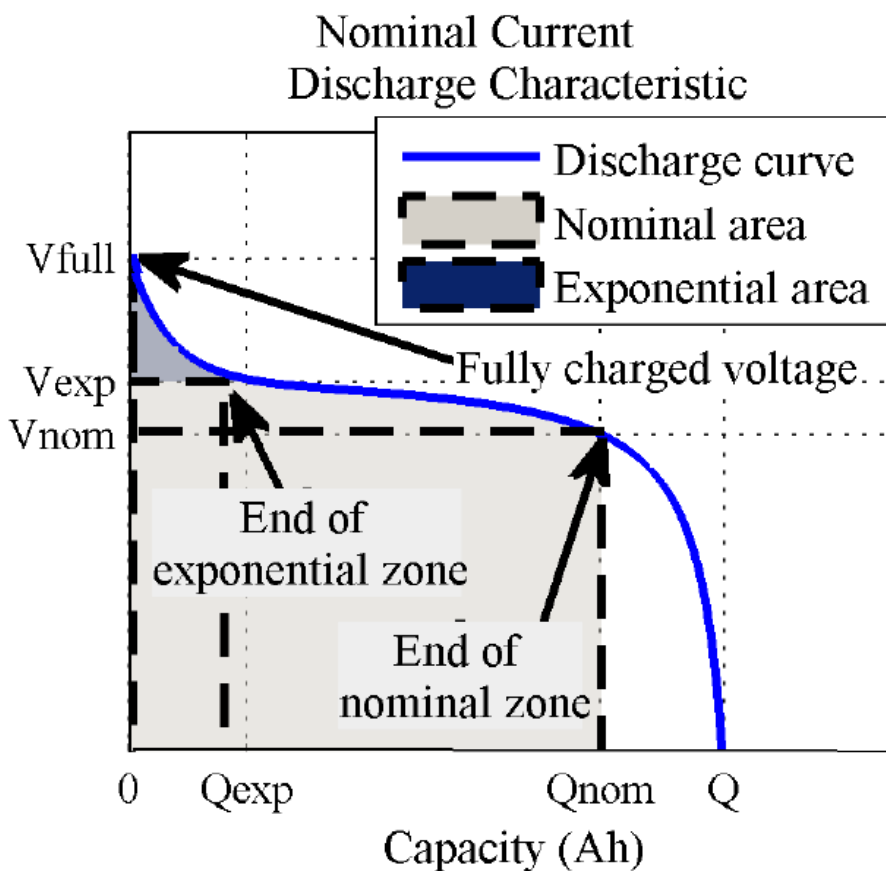 Nominal Current
Discharge Characteristic
Discharge curve
Nominal area
Exponential area
Vfull
Fully charged voltage
Vexp
Vnom
End of
exponential zone
End of
nominal zone
0
Qexp
Qnom
Q
Capacity (Ah)